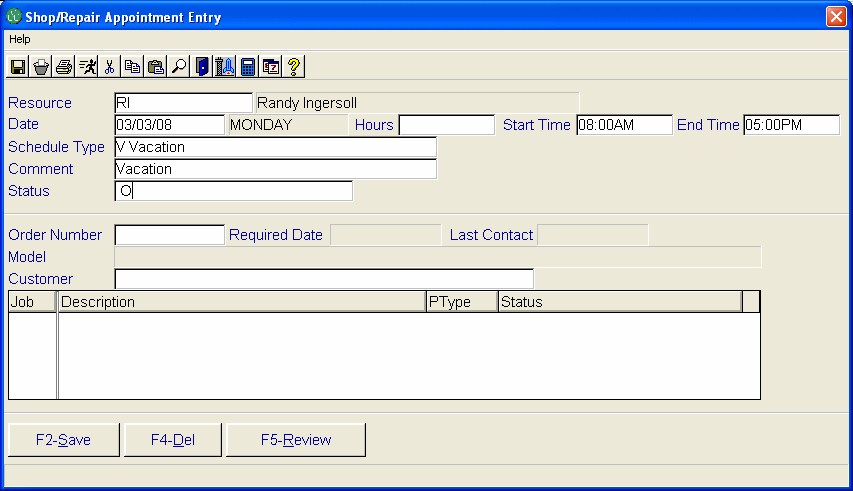 Shop/Repair Appointment Entry
Help
Resource RI Randy Ingersoll
Date 03/03/08 MONDAY Hours Start Time 08:00AM End Time 05:00PM
Schedule Type V Vacation
Comment Vacation
Status O
Order Number Required Date Last Contact
Model
Customer
Job Description PType Status
F2-Save F4-Del F5-Review